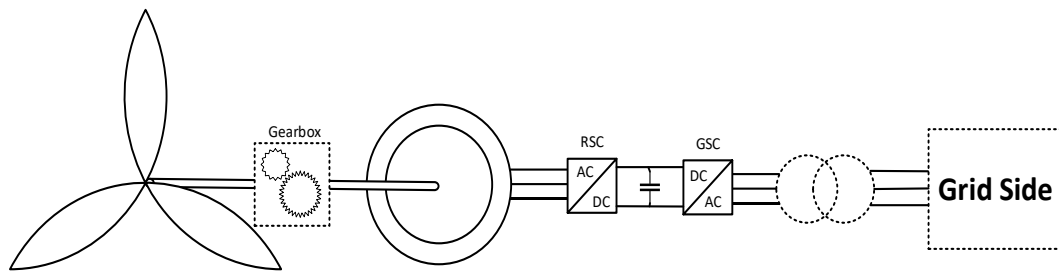 Gearbox
RSC
AC
DC
GSC
DC
AC
Grid Side